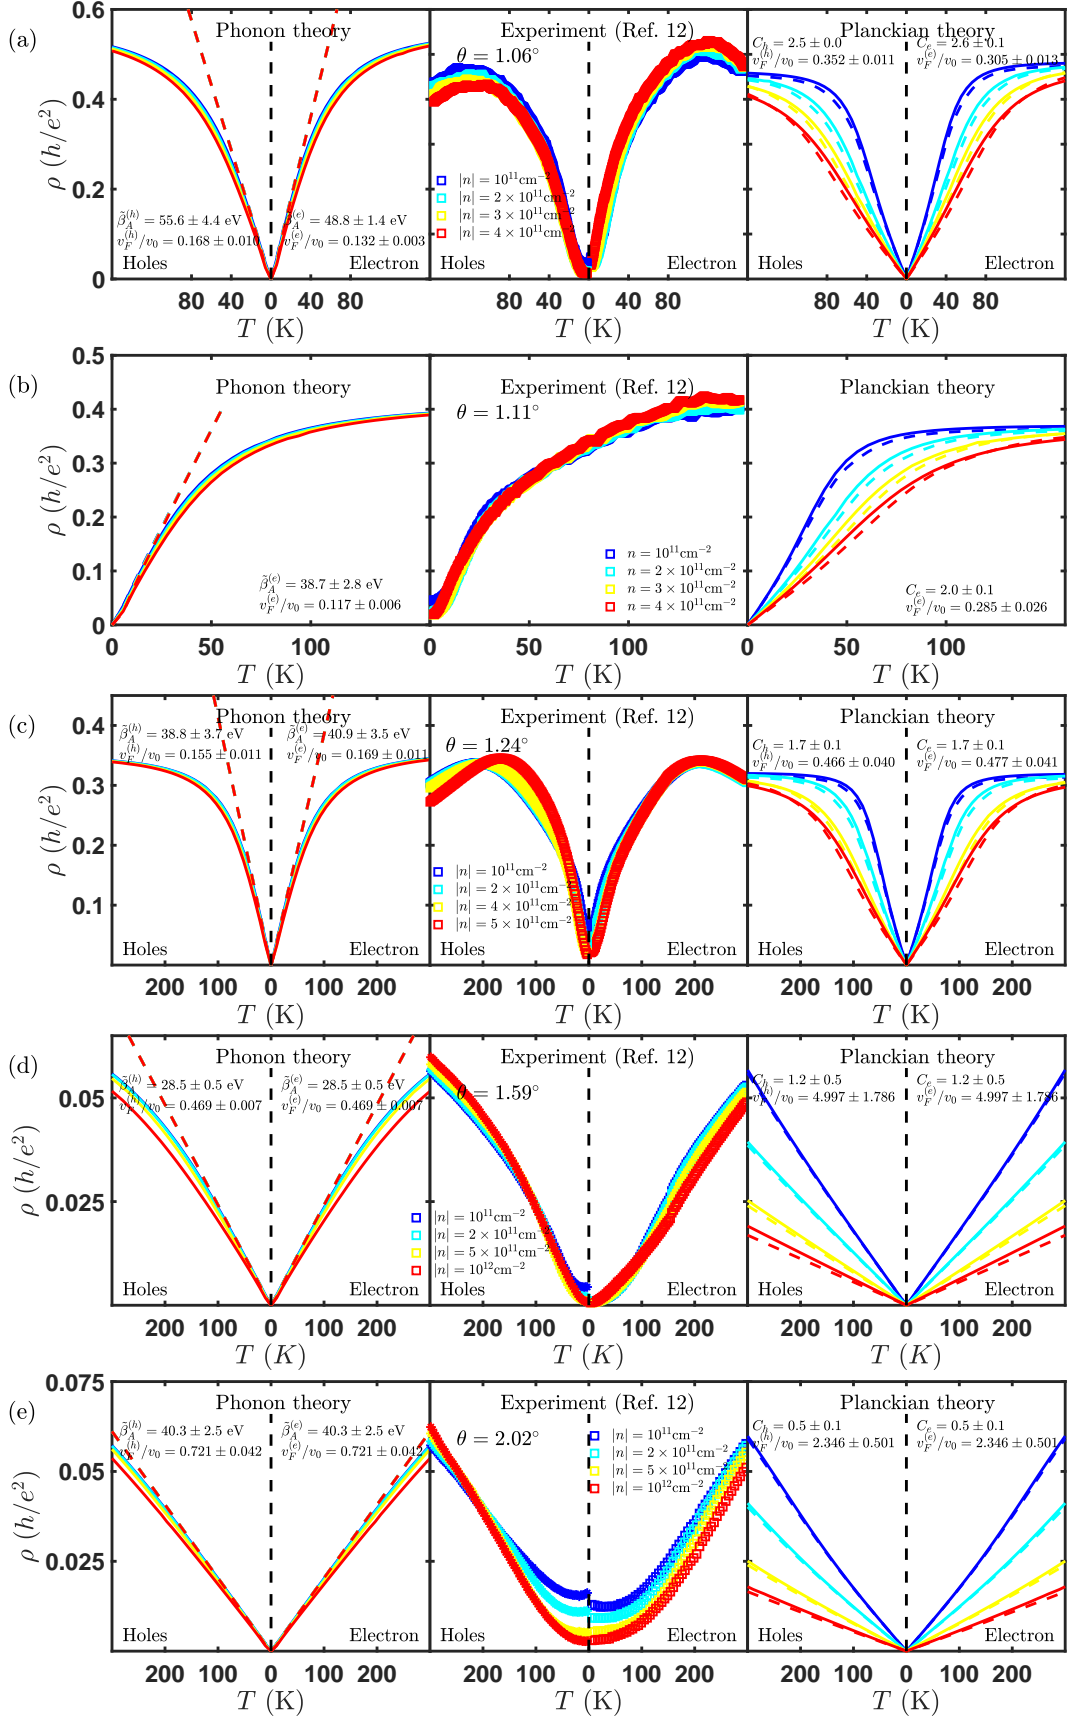 (a)
Phonon theory
Experiment (Ref. 12)
Planckian theory
θ = 1.06°
C_h = 2.5 ± 0.0
v_F^(h)/v_0 = 0.352 ± 0.011
C_e = 2.6 ± 0.1
v_F^(e)/v_0 = 0.305 ± 0.013
0.6
0.4
0.2
0
ρ (h/e²)
β̃_A^(h) = 55.6 ± 4.4 eV
v_F^(h)/v_0 = 0.168 ± 0.010
β̃_A^(e) = 48.8 ± 1.4 eV
v_F^(e)/v_0 = 0.132 ± 0.003
|n| = 10¹¹cm⁻²
|n| = 2 × 10¹¹cm⁻²
|n| = 3 × 10¹¹cm⁻²
|n| = 4 × 10¹¹cm⁻²
Holes Electron
Holes Electron
Holes Electron
80 40 0 40 80
80 40 0 40 80
80 40 0 40 80
T (K)
T (K)
T (K)
(b)
Phonon theory
Experiment (Ref. 12)
Planckian theory
θ = 1.11°
0.5
0.4
0.3
0.2
0.1
0
ρ (h/e²)
β̃_A^(e) = 38.7 ± 2.8 eV
v_F^(e)/v_0 = 0.117 ± 0.006
n = 10¹¹cm⁻²
n = 2 × 10¹¹cm⁻²
n = 3 × 10¹¹cm⁻²
n = 4 × 10¹¹cm⁻²
C_e = 2.0 ± 0.1
v_F^(e)/v_0 = 0.285 ± 0.026
0 50 100
0 50 100
0 50 100
T (K)
T (K)
T (K)
(c)
Phonon theory
Experiment (Ref. 12)
Planckian theory
β̃_A^(h) = 38.8 ± 3.7 eV
v_F^(h)/v_0 = 0.155 ± 0.011
β̃_A^(e) = 40.9 ± 3.5 eV
v_F^(e)/v_0 = 0.169 ± 0.011
θ = 1.24°
C_h = 1.7 ± 0.1
v_F^(h)/v_0 = 0.466 ± 0.040
C_e = 1.7 ± 0.1
v_F^(e)/v_0 = 0.477 ± 0.041
0.4
0.3
0.2
0.1
ρ (h/e²)
|n| = 10¹¹cm⁻²
|n| = 2 × 10¹¹cm⁻²
|n| = 4 × 10¹¹cm⁻²
|n| = 5 × 10¹¹cm⁻²
Holes Electron
Holes Electron
Holes Electron
200 100 0 100 200
200 100 0 100 200
200 100 0 100 200
T (K)
T (K)
T (K)
(d)
Phonon theory
Experiment (Ref. 12)
Planckian theory
β̃_A^(h) = 28.5 ± 0.5 eV
v_F^(h)/v_0 = 0.469 ± 0.007
β̃_A^(e) = 28.5 ± 0.5 eV
v_F^(e)/v_0 = 0.469 ± 0.007
θ = 1.59°
C_h = 1.2 ± 0.5
v_F^(h)/v_0 = 4.997 ± 1.786
C_e = 1.2 ± 0.5
v_F^(e)/v_0 = 4.997 ± 1.786
0.05
0.025
ρ (h/e²)
|n| = 10¹¹cm⁻²
|n| = 2 × 10¹¹cm⁻²
|n| = 5 × 10¹¹cm⁻²
|n| = 10¹²cm⁻²
Holes Electron
Holes Electron
Holes Electron
200 100 0 100 200
200 100 0 100 200
200 100 0 100 200
T (K)
T (K)
T (K)
(e)
Phonon theory
Experiment (Ref. 12)
Planckian theory
β̃_A^(h) = 40.3 ± 2.5 eV
v_F^(h)/v_0 = 0.721 ± 0.042
β̃_A^(e) = 40.3 ± 2.5 eV
v_F^(e)/v_0 = 0.721 ± 0.042
θ = 2.02°
|n| = 10¹¹cm⁻²
|n| = 2 × 10¹¹cm⁻²
|n| = 5 × 10¹¹cm⁻²
|n| = 10¹²cm⁻²
C_h = 0.5 ± 0.1
v_F^(h)/v_0 = 2.346 ± 0.501
C_e = 0.5 ± 0.1
v_F^(e)/v_0 = 2.346 ± 0.501
0.075
0.05
0.025
ρ (h/e²)
Holes Electron
Holes Electron
Holes Electron
200 100 0 100 200
200 100 0 100 200
200 100 0 100 200
T (K)
T (K)
T (K)